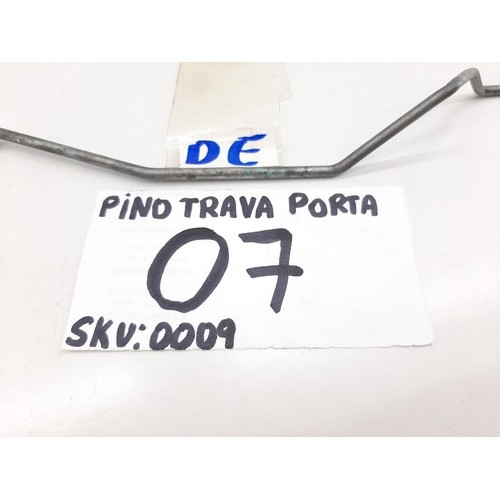 DE
PINO TRAVA PORTA
07
SKU:0009